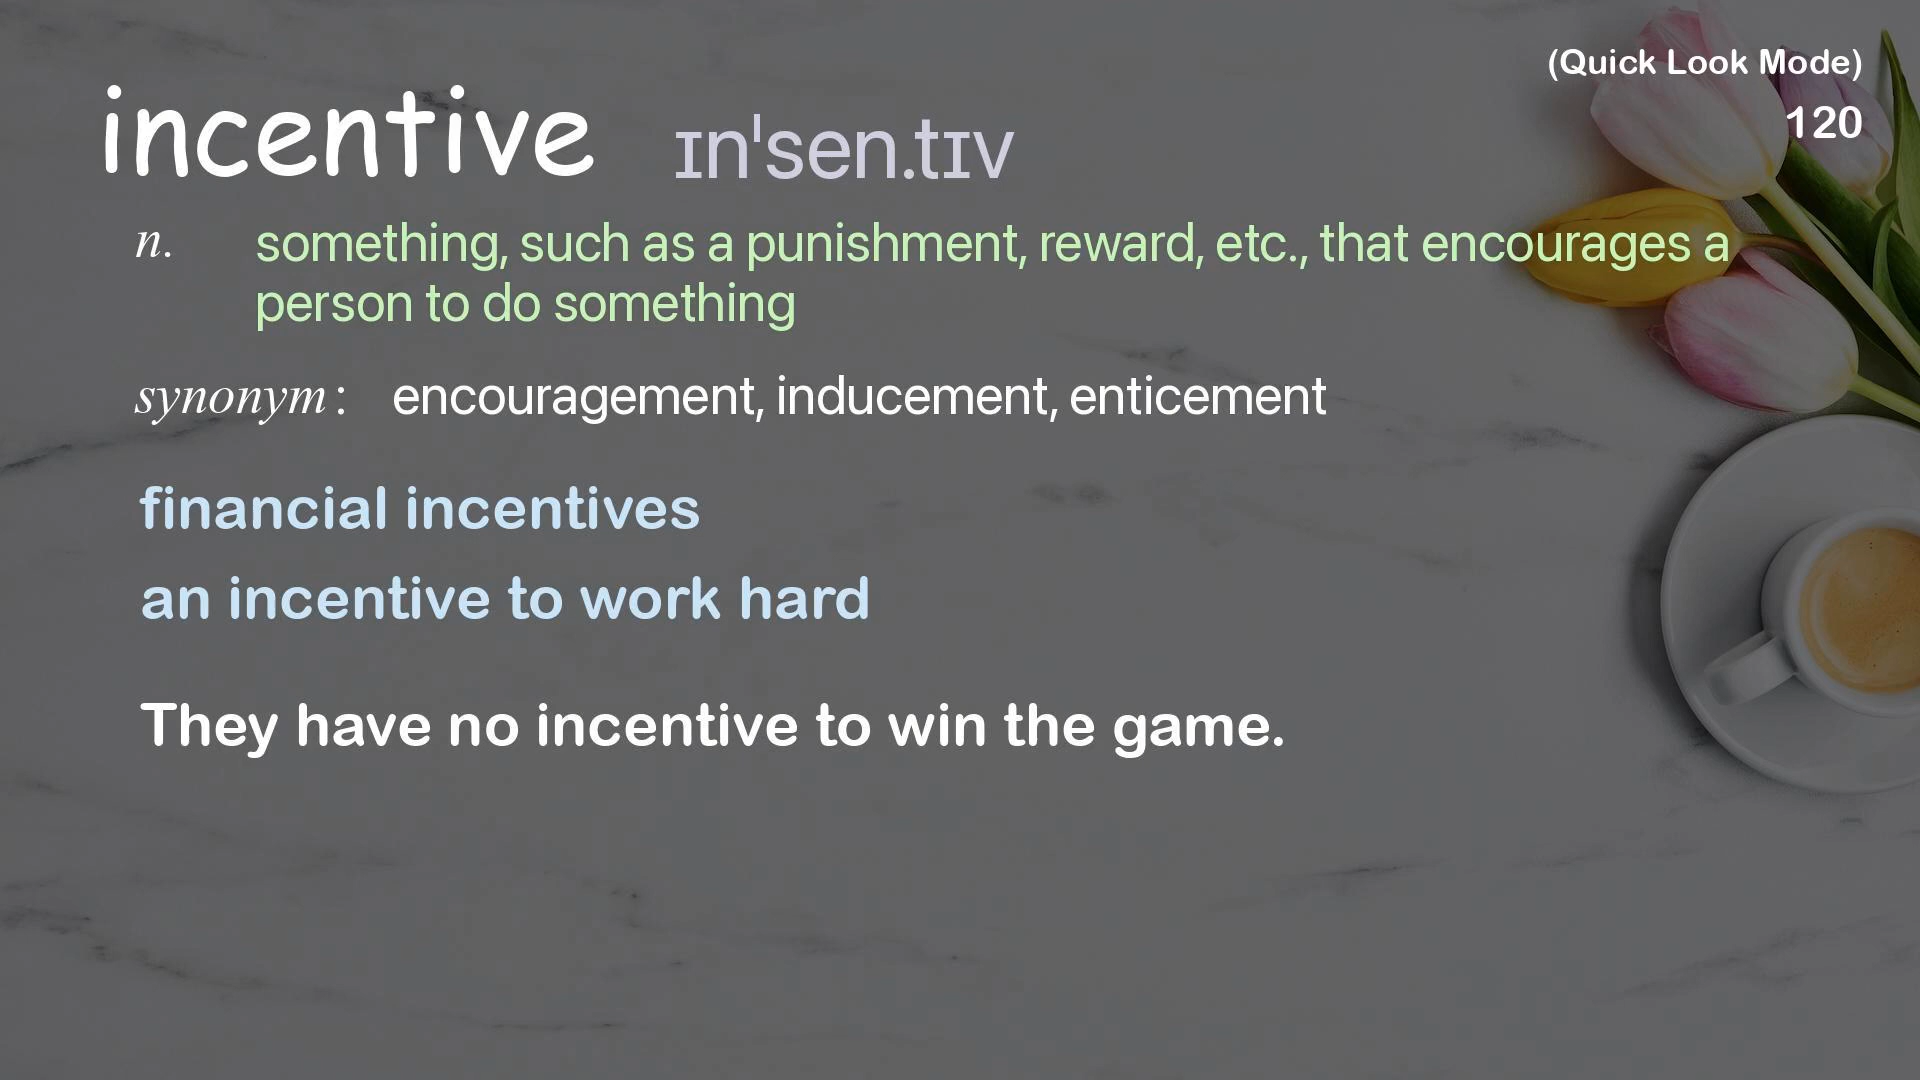 (Quick Look Mode)
120
incentive ɪnˈsen.tɪv
n. something, such as a punishment, reward, etc., that encourages a
person to do something
synonym: encouragement, inducement, enticement
financial incentives
an incentive to work hard
They have no incentive to win the game.